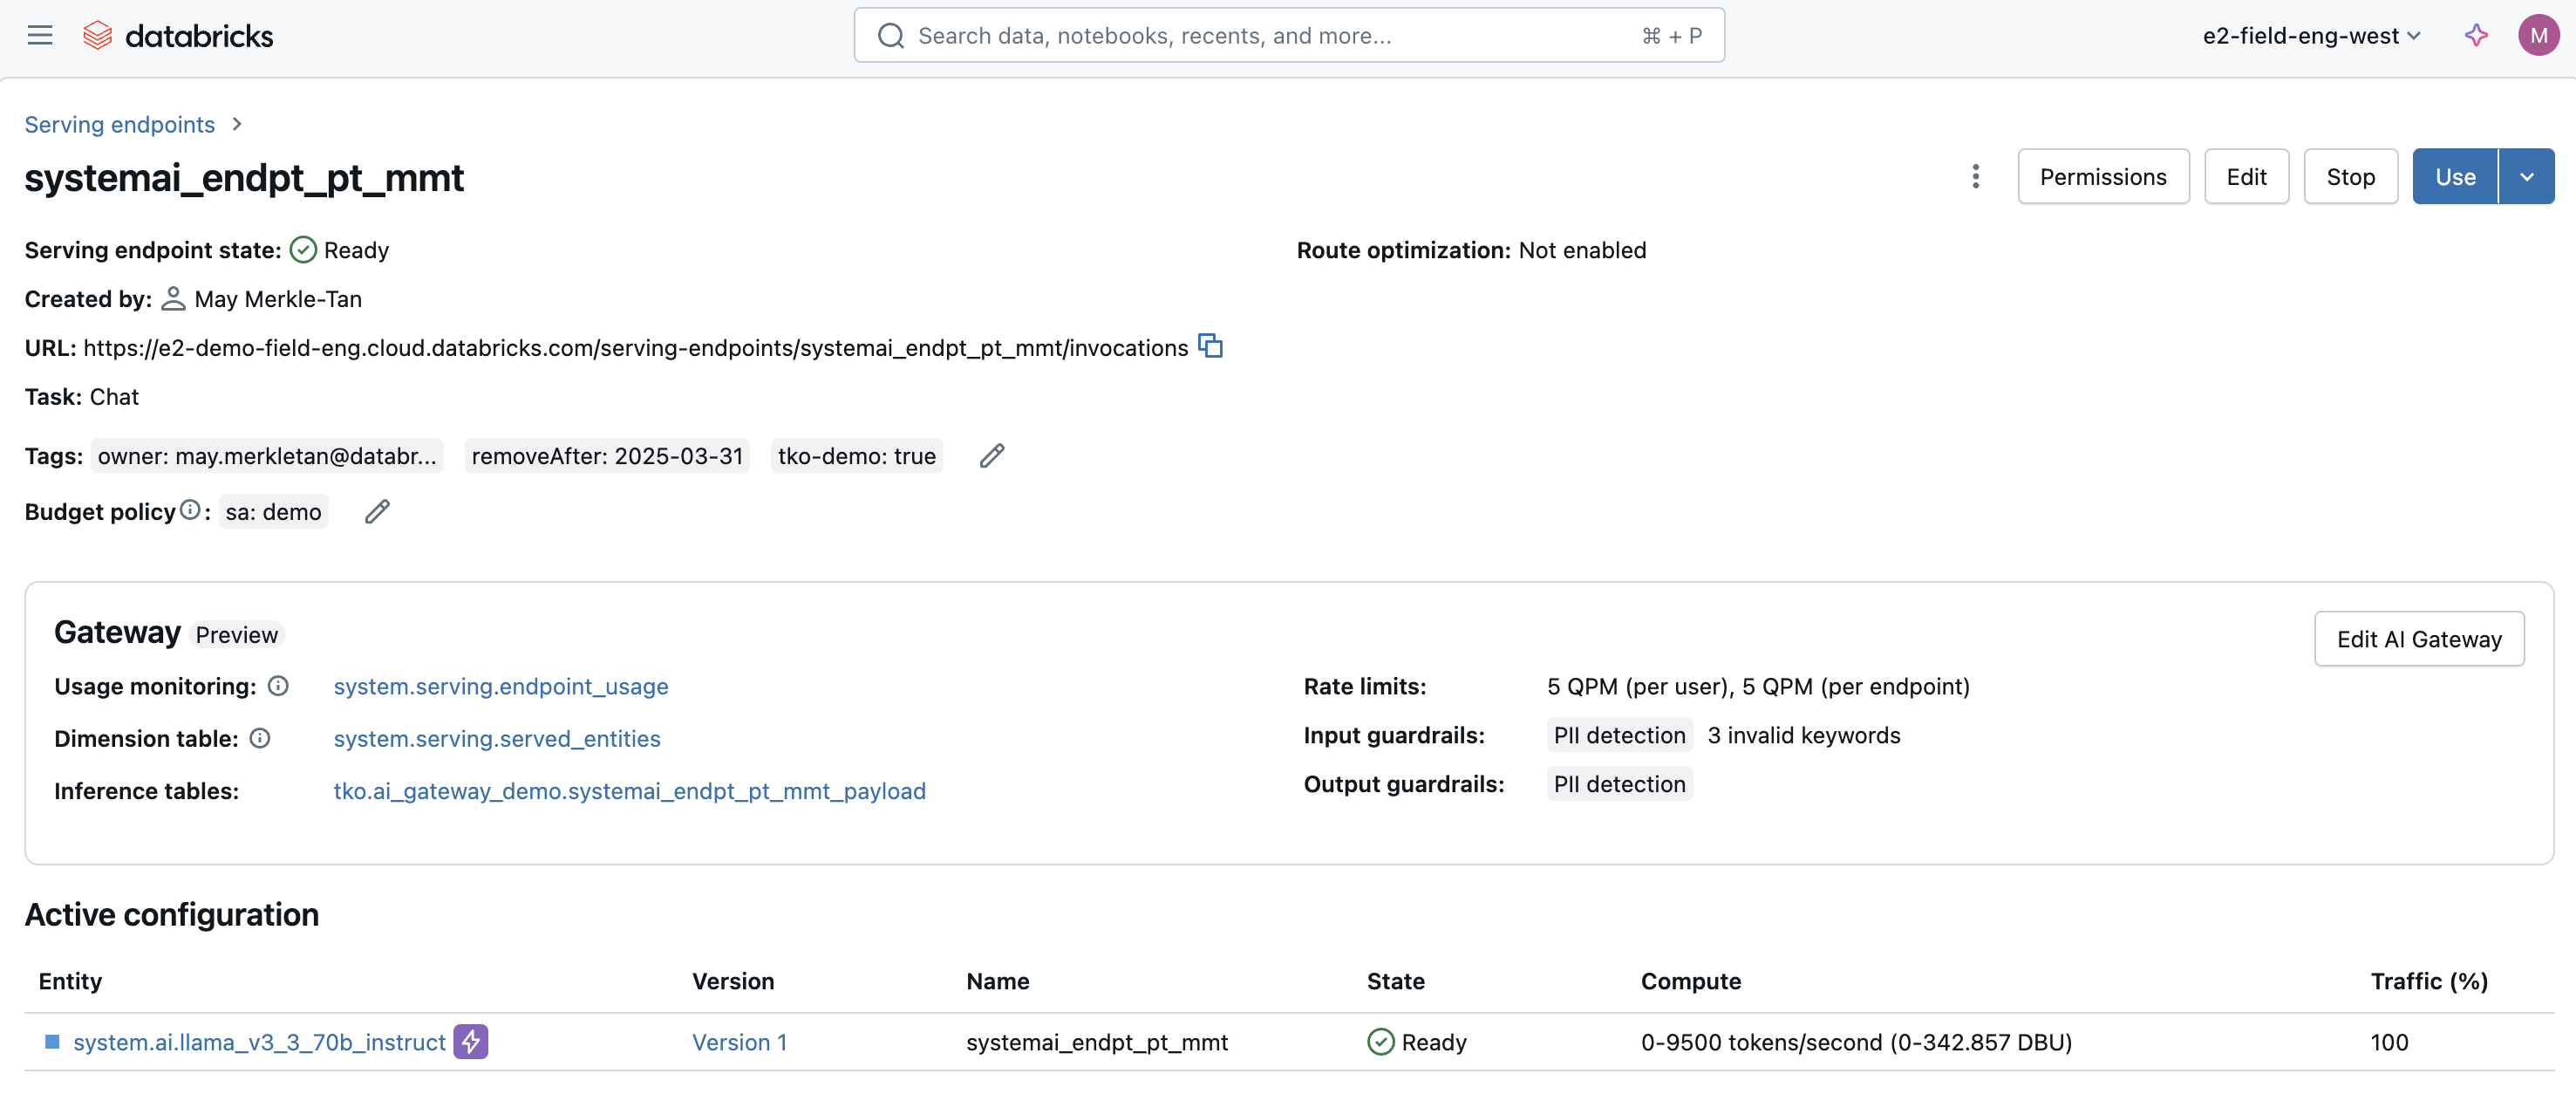 databricks
Search data, notebooks, recents, and more... ⌘ + P
e2-field-eng-west
M
Serving endpoints >
systemai_endpt_pt_mmt
Permissions Edit Stop Use
Serving endpoint state: Ready
Route optimization: Not enabled
Created by: May Merkle-Tan
URL: https://e2-demo-field-eng.cloud.databricks.com/serving-endpoints/systemai_endpt_pt_mmt/invocations
Task: Chat
Tags: owner: may.merkletan@databr... removeAfter: 2025-03-31 tko-demo: true
Budget policy : sa: demo
Gateway Preview
Edit AI Gateway
Usage monitoring: system.serving.endpoint_usage
Dimension table: system.serving.served_entities
Inference tables: tko.ai_gateway_demo.systemai_endpt_pt_mmt_payload
Rate limits: 5 QPM (per user), 5 QPM (per endpoint)
Input guardrails: PII detection 3 invalid keywords
Output guardrails: PII detection
Active configuration
Entity Version Name State Compute Traffic (%)
system.ai.llama_v3_3_70b_instruct Version 1 systemai_endpt_pt_mmt Ready 0-9500 tokens/second (0-342.857 DBU) 100